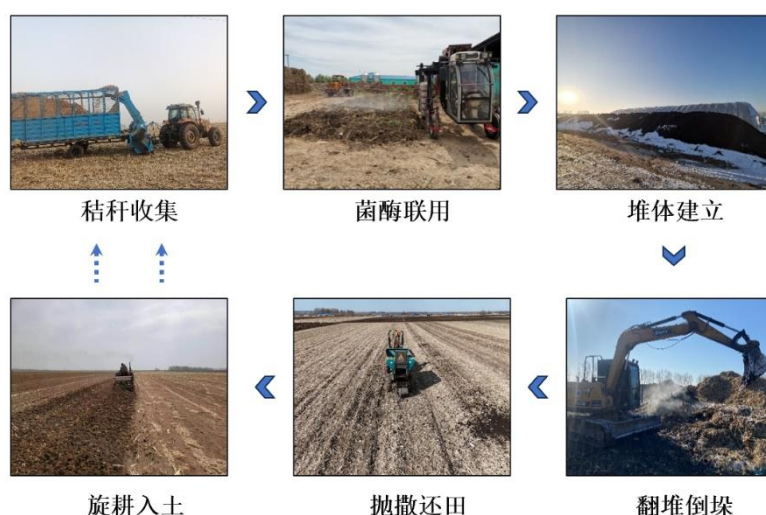 秸秆收集
菌酶联用
堆体建立
旋耕入土
抛撒还田
翻堆倒垛